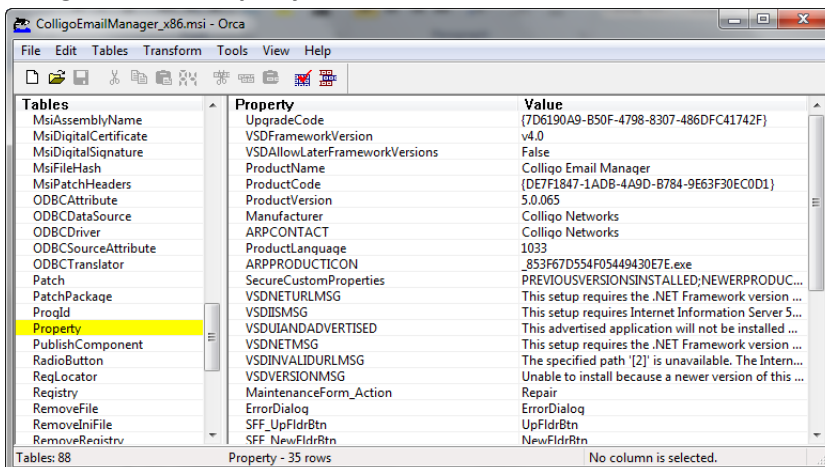 ColligoEmailManager_x86.msi - Orca
File Edit Tables Transform Tools View Help
Tables Property Value
MsiAssemblyName UpgradeCode {7D6190A9-B50F-4798-8307-486DFC41742F}
MsiDigitalCertificate VSDFrameworkVersion v4.0
MsiDigitalSignature VSDAllowLaterFrameworkVersions False
MsiFileHash ProductName Colligo Email Manager
MsiPatchHeaders ProductCode {DE7F1847-1ADB-4A9D-B784-9E63F30EC0D1}
ODBCAttribute ProductVersion 5.0.065
ODBCDataSource Manufacturer Colligo Networks
ODBCDriver ARPCONTACT Colligo Networks
ODBCSourceAttribute ProductLanguage 1033
ODBCTranslator ARPPRODUCTICON _853F67D554F05449430E7E.exe
Patch SecureCustomProperties PREVIOUSVERSIONSINSTALLED;NEWERPRODUC...
PatchPackage VSDNETURLMSG This setup requires the .NET Framework version ...
ProgId VSDIISMSG This setup requires Internet Information Server 5...
Property VSDUIANDADVERTISED This advertised application will not be installed ...
PublishComponent VSDNETMSG This setup requires the .NET Framework version ...
RadioButton VSDINVALIDURLMSG The specified path '[2]' is unavailable. The Intern...
RegLocator VSDVERSIONMSG Unable to install because a newer version of this ...
Registry MaintenanceForm_Action Repair
RemoveFile ErrorDialog ErrorDialog
RemoveIniFile SFF_UpFldrBtn UpFldrBtn
RemoveRegistry SFF_NewFldrBtn NewFldrBtn
Tables: 88 Property - 35 rows No column is selected.